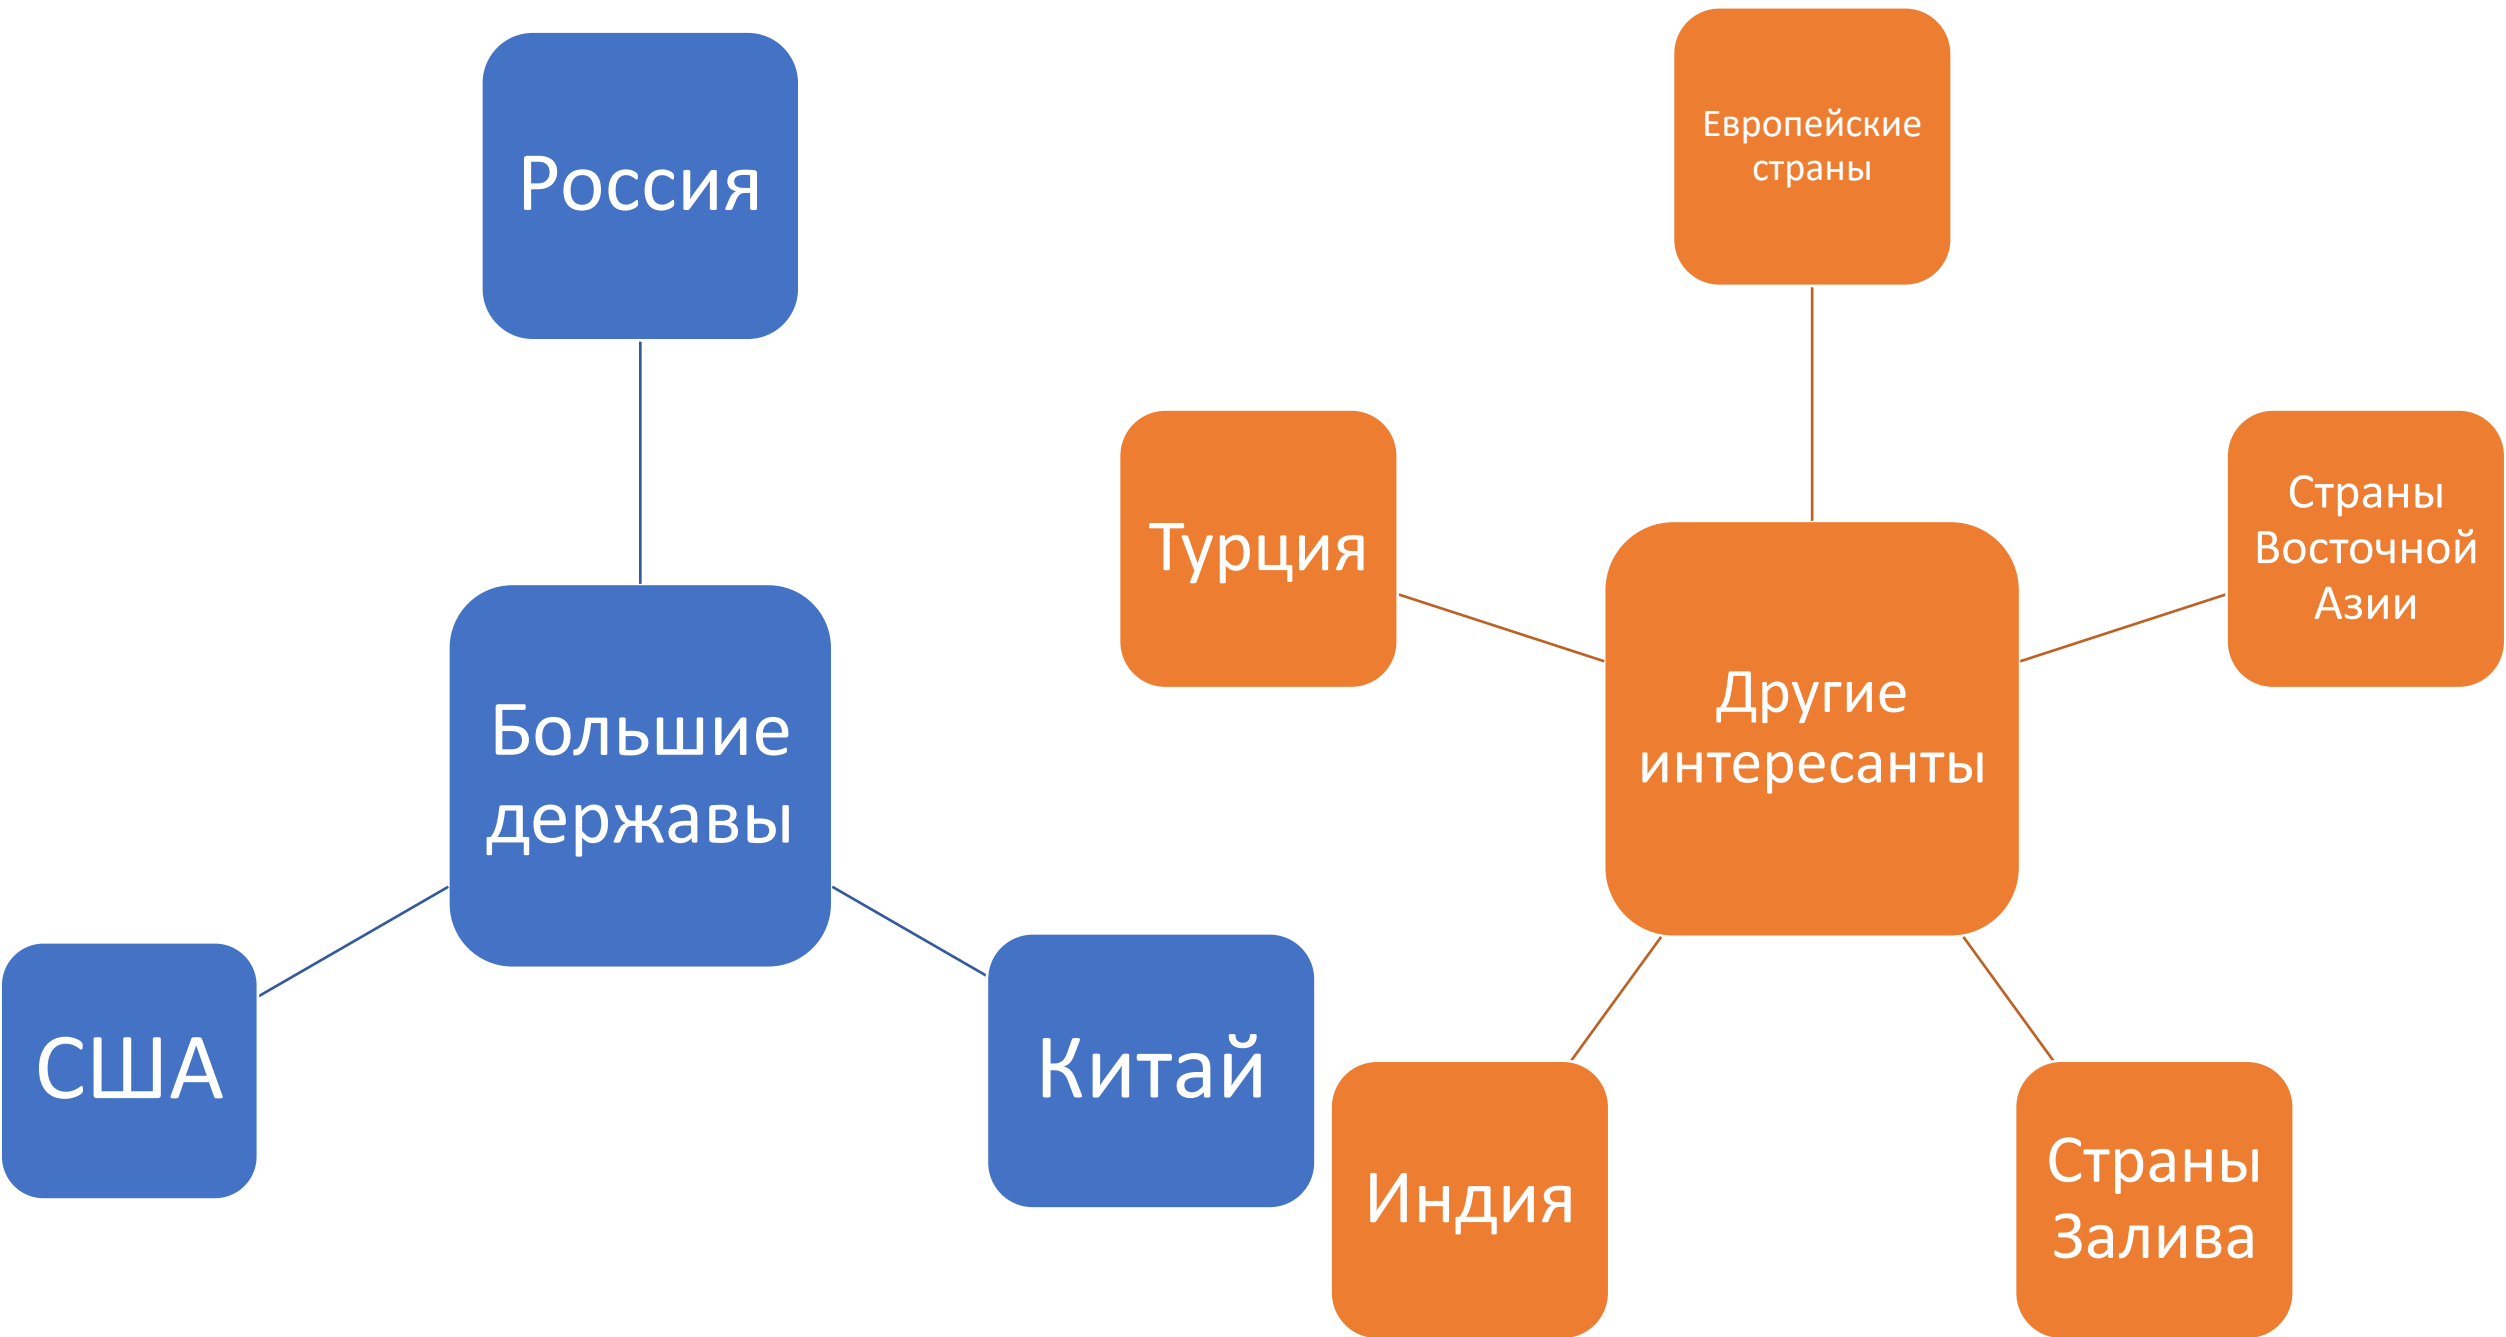 Россия
Большие
державы
США
Китай
Европейские
страны
Турция
Страны
Восточной
Азии
Другие
интересанты
Индия
Страны
Залива